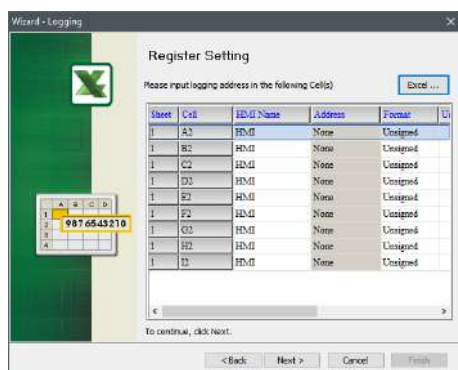 Wizard - Logging
Register Setting
Please input logging address in the following Cell(s)
Excel ...
Sheet Cell HMI Name Address Format
1 A2 HMI None Unsigned
1 B2 HMI None Unsigned
1 C2 HMI None Unsigned
1 D2 HMI None Unsigned
1 E2 HMI None Unsigned
1 F2 HMI None Unsigned
1 G2 HMI None Unsigned
1 H2 HMI None Unsigned
1 I2 HMI None Unsigned
A B C D
1
2 9876543210
3
4
To continue, click Next.
< Back Next > Cancel Finish